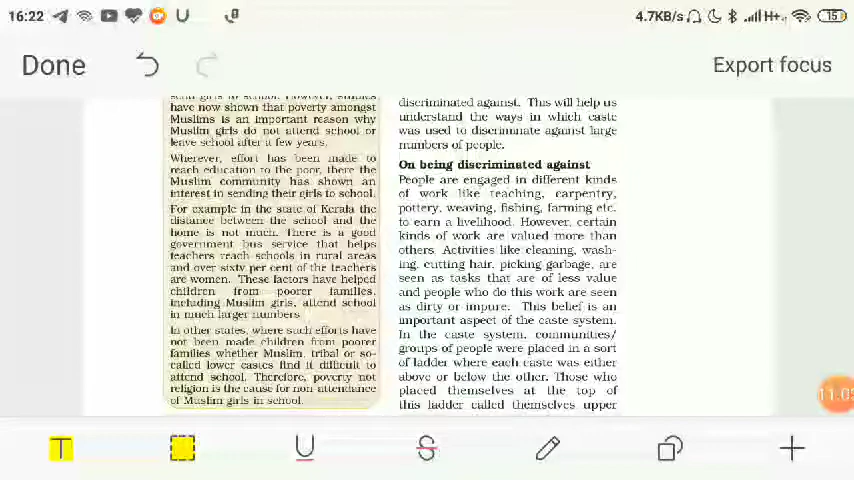 16:22
4.7KB/s
H+
15
Done
Export focus
have now shown that poverty amongst
Muslims is an important reason why
Muslim girls do not attend school or
leave school after a few years.
Wherever, effort has been made to
reach education to the poor, there the
Muslim community has shown an
interest in sending their girls to school.
For example in the state of Kerala the
distance between the school and the
home is not much. There is a good
government bus service that helps
teachers reach schools in rural areas
and over sixty per cent of the teachers
are women. These factors have helped
children from poorer families,
including Muslim girls, attend school
in much larger numbers
In other states, where such efforts have
not been made children from poorer
families whether Muslim, tribal or so-
called lower castes find it difficult to
attend school. Therefore, poverty not
religion is the cause for non-attendance
of Muslim girls in school.
discriminated against. This will help us
understand the ways in which caste
was used to discriminate against large
numbers of people.
On being discriminated against
People are engaged in different kinds
of work like teaching, carpentry,
pottery, weaving, fishing, farming etc.
to earn a livelihood. However, certain
kinds of work are valued more than
others. Activities like cleaning, wash-
ing, cutting hair, picking garbage, are
seen as tasks that are of less value
and people who do this work are seen
as dirty or impure. This belief is an
important aspect of the caste system.
In the caste system, communities/
groups of people were placed in a sort
of ladder where each caste was either
above or below the other. Those who
placed themselves at the top of
this ladder called themselves upper
T
U
S